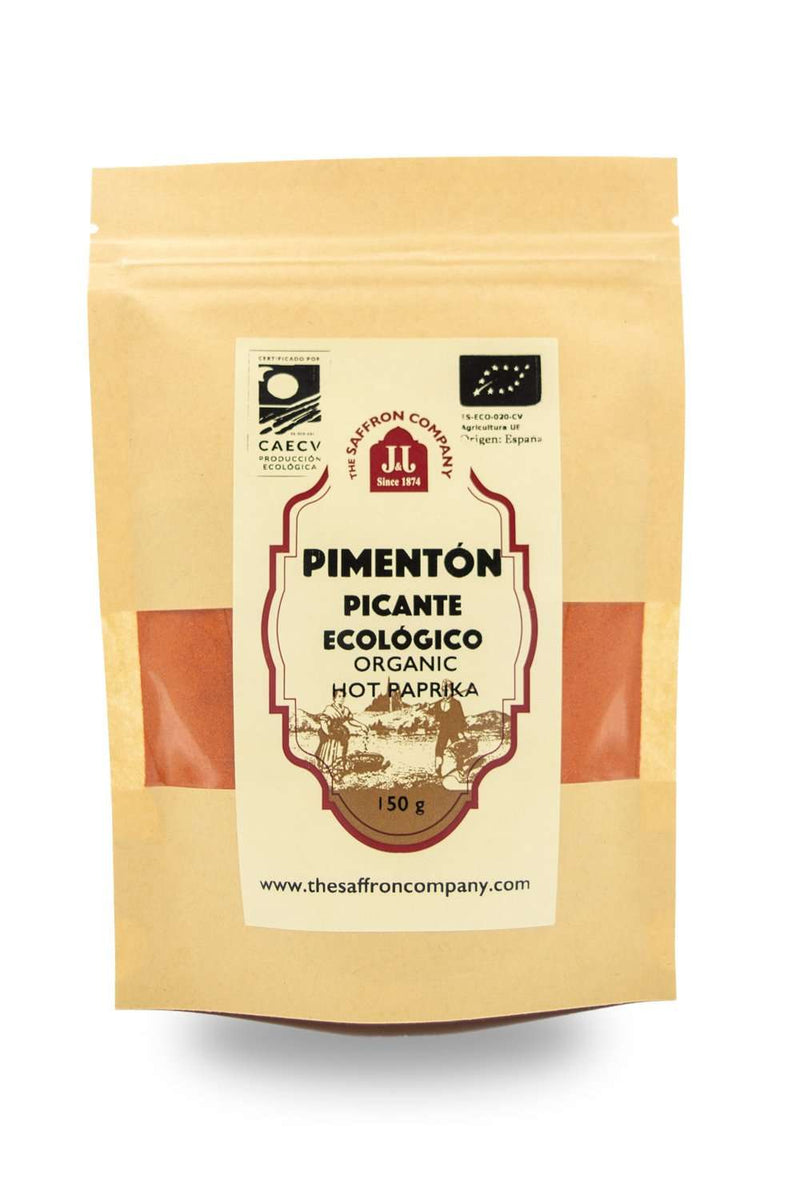 CERTIFICADO POR
CAECV
PRODUCCIÓN
ECOLÓGICA
ES-ECO-020-CV
Agricultura UE
Origen: España
THE SAFFRON COMPANY
J&J
Since 1874
PIMENTÓN
PICANTE
ECOLÓGICO
ORGANIC
HOT PAPRIKA
150 g
www.thesaffroncompany.com